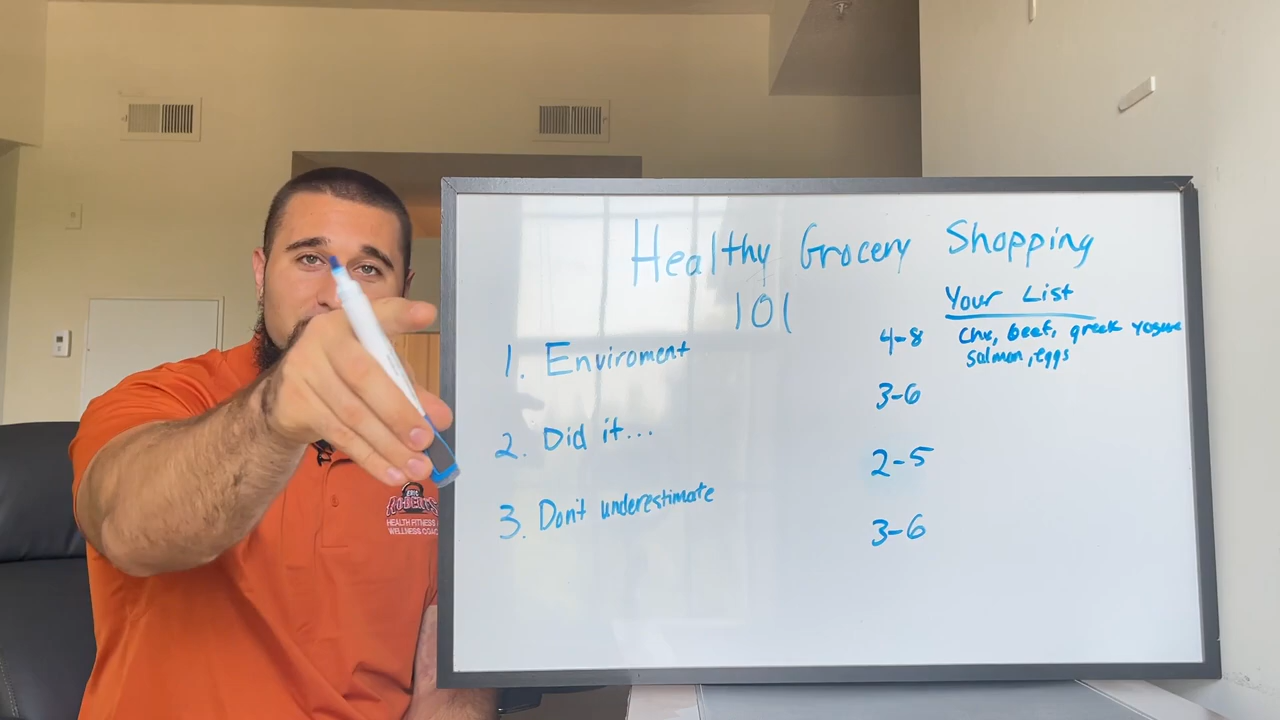 Healthy Grocery Shopping
101
Your List
1. Enviroment
4-8
chx, beef, greek yogurt
salmon, eggs
3-6
2. Did it...
2-5
3. Don't underestimate
3-6
HEALTH FITNESS
WELLNESS COAC